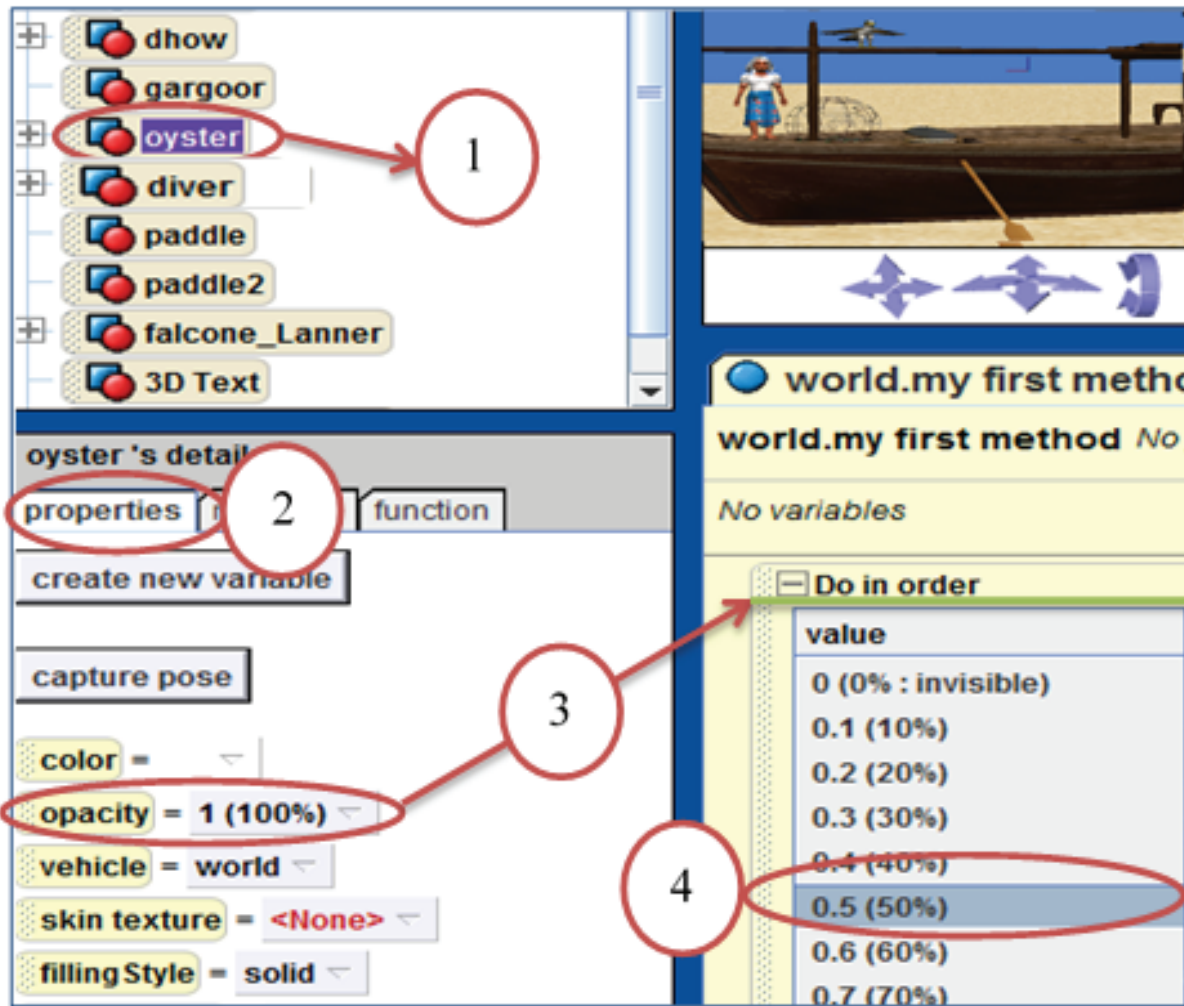 dhow
gargoor
oyster
1
diver
paddle
paddle2
falcone_Lanner
3D Text
oyster 's detail
properties
2
function
create new variable
capture pose
color =
opacity = 1 (100%)
vehicle = world
skin texture = <None>
fillingStyle = solid
3
4
world.my first metho
world.my first method No
No variables
Do in order
value
0 (0% : invisible)
0.1 (10%)
0.2 (20%)
0.3 (30%)
0.4 (40%)
0.5 (50%)
0.6 (60%)
0.7 (70%)